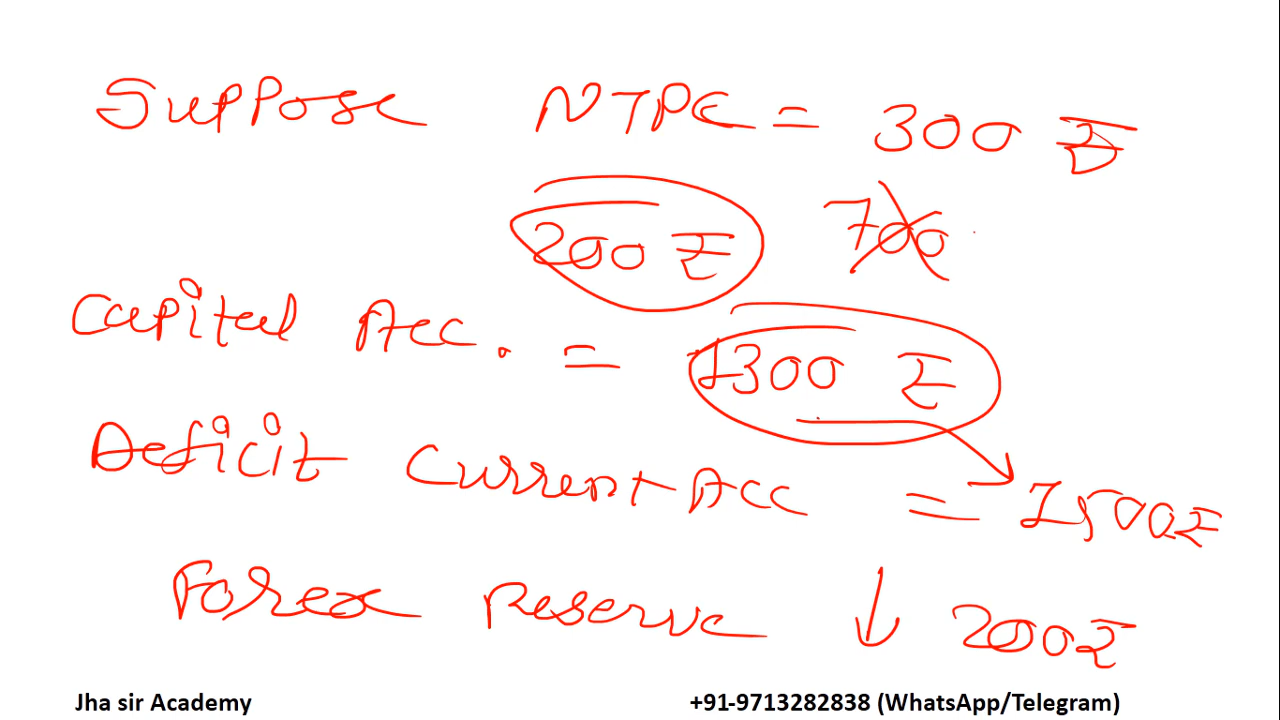 Suppose NTPC = 300 ₹
200 ₹ 700
Capital Acc. = 1300 ₹
Deficit Current Acc = 1500 ₹
Forex Reserve ↓ 200 ₹
Jha sir Academy +91-9713282838 (WhatsApp/Telegram)